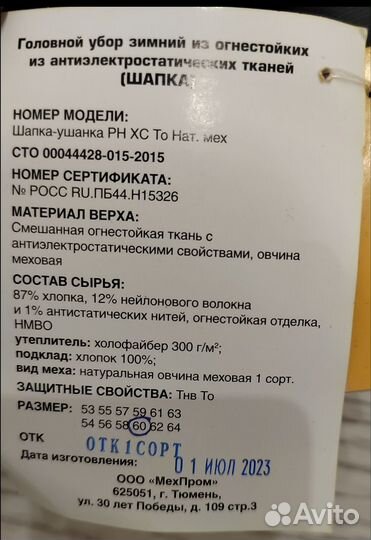 Головной убор зимний из огнестойких
из антиэлектростатических тканей
(ШАПКА)
НОМЕР МОДЕЛИ:
Шапка-ушанка РН ХС То Нат. мех
СТО 00044428-015-2015
НОМЕР СЕРТИФИКАТА:
№ РОСС RU.ПБ44.Н15326
МАТЕРИАЛ ВЕРХА:
Смешанная огнестойкая ткань с
антиэлектростатическими свойствами, овчина
меховая
СОСТАВ СЫРЬЯ:
87% хлопка, 12% нейлонового волокна
и 1% антистатических нитей, огнестойкая отделка,
НМВО
утеплитель: холофайбер 300 г/м²;
подклад: хлопок 100%;
вид меха: натуральная овчина меховая 1 сорт.
ЗАЩИТНЫЕ СВОЙСТВА: Тнв То
РАЗМЕР: 53 55 57 59 61 63
54 56 58 60 62 64
ОТК ОТК1СОРТ
Дата изготовления: 01 ИЮЛ 2023
ООО «МехПром»
625051, г. Тюмень,
ул. 30 лет Победы, д. 109 стр.3
Avito